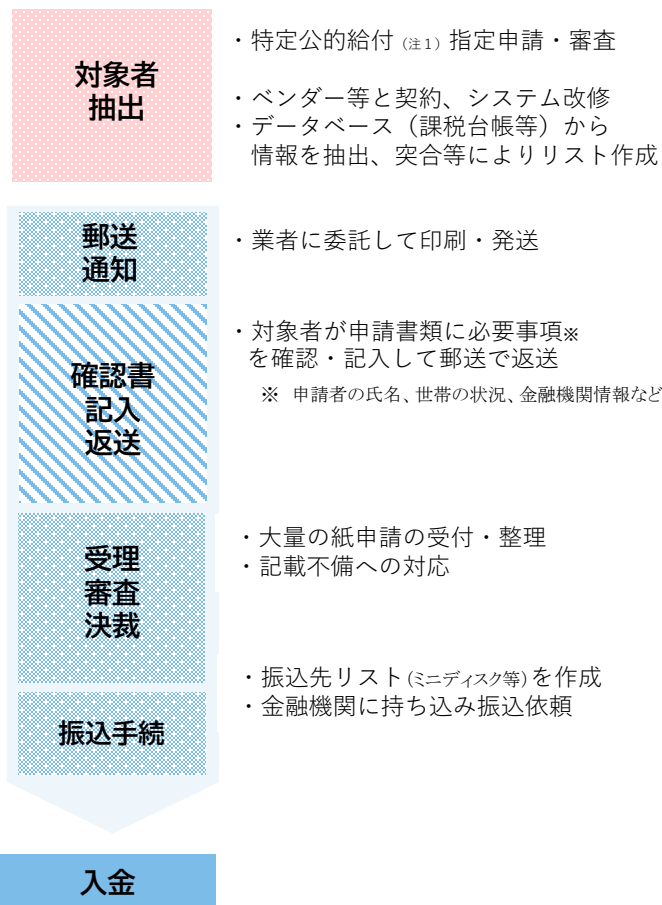 対象者
抽出
・特定公的給付(注1)指定申請・審査
・ベンダー等と契約、システム改修
・データベース（課税台帳等）から
情報を抽出、突合等によりリスト作成
郵送
通知
・業者に委託して印刷・発送
確認書
記入
返送
・対象者が申請書類に必要事項※
を確認・記入して郵送で返送
※ 申請者の氏名、世帯の状況、金融機関情報など
受理
審査
決裁
・大量の紙申請の受付・整理
・記載不備への対応
振込手続
・振込先リスト(ミニディスク等)を作成
・金融機関に持ち込み振込依頼
入金